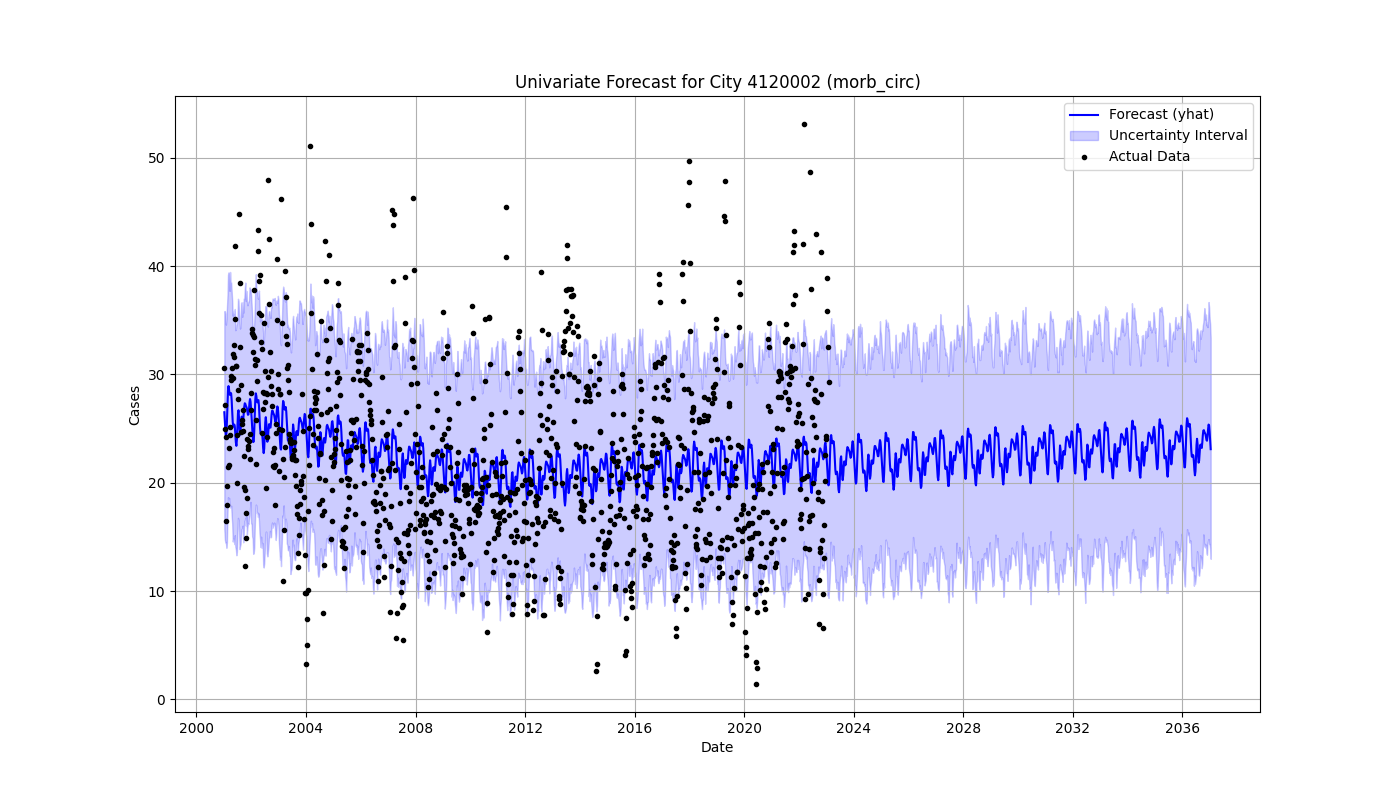 Univariate Forecast for City 4120002 (morb_circ)
Forecast (yhat)
Uncertainty Interval
Actual Data
50
40
30
20
10
0
Cases
2000 2004 2008 2012 2016 2020 2024 2028 2032 2036
Date